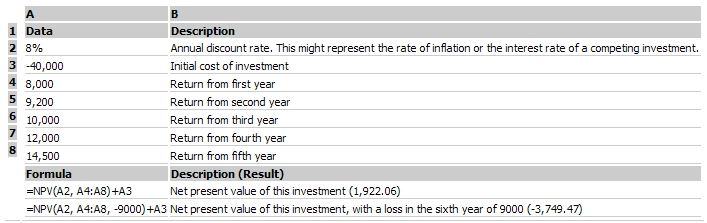 A B
1 Data Description
2 8% Annual discount rate. This might represent the rate of inflation or the interest rate of a competing investment.
3 -40,000 Initial cost of investment
4 8,000 Return from first year
5 9,200 Return from second year
6 10,000 Return from third year
7 12,000 Return from fourth year
8 14,500 Return from fifth year
Formula Description (Result)
=NPV(A2, A4:A8)+A3 Net present value of this investment (1,922.06)
=NPV(A2, A4:A8, -9000)+A3 Net present value of this investment, with a loss in the sixth year of 9000 (-3,749.47)